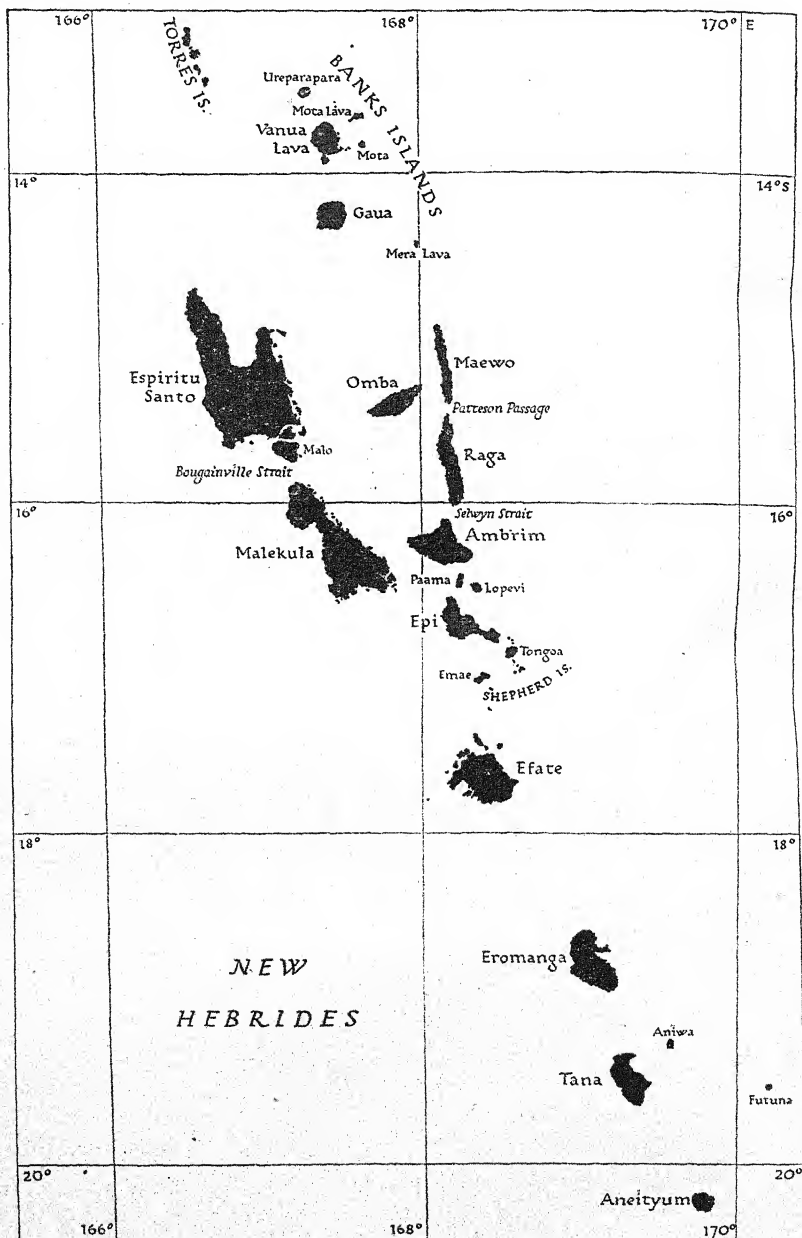 166°
168°
170° E
TORRES IS.
BANKS ISLANDS
Ureparapara
Mota Lava
Vanua
Lava
Mota
14°
14° S
Gaua
Mera Lava
Espiritu
Santo
Omba
Maewo
Patteson Passage
Malo
Raga
Bougainville Strait
16°
16°
Selwyn Strait
Ambrim
Malekula
Paama
Lopevi
Epi
Tongoa
Emae
SHEPHERD IS.
Efate
18°
18°
Eromanga
NEW
HEBRIDES
Aniwa
Tana
Futuna
20°
20°
Aneityum
166°
168°
170°